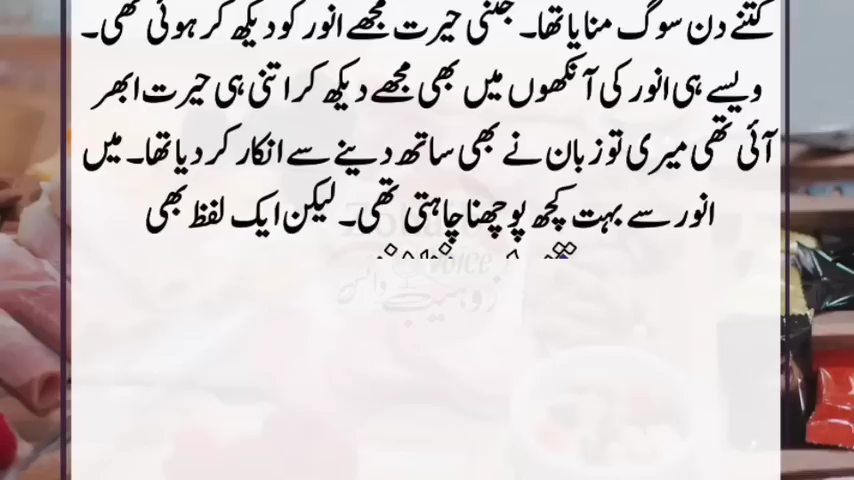 کتنے دن سوگ منایا تھا۔ جتنی حیرت مجھے انور کو دیکھ کر ہوئی تھی۔
ویسے ہی انور کی آنکھوں میں بھی مجھے دیکھ کر اتنی ہی حیرت ابھر
آئی تھی میری تو زبان نے بھی ساتھ دینے سے انکار کر دیا تھا۔ میں
انور سے بہت کچھ پوچھنا چاہتی تھی۔ لیکن ایک لفظ بھی
Voice